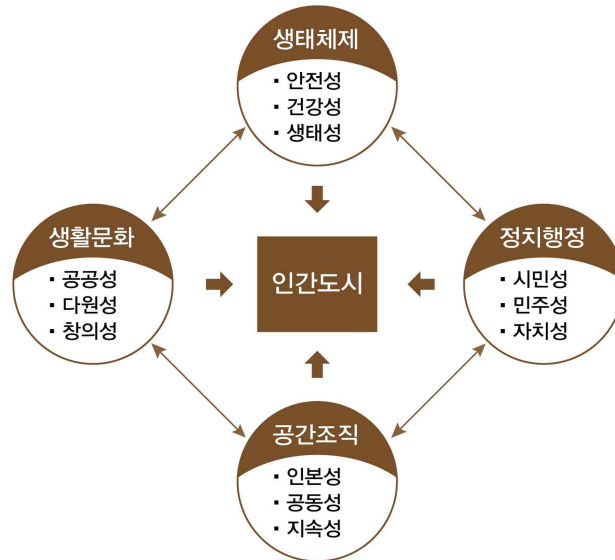 생태체제
▪ 안전성
▪ 건강성
▪ 생태성
생활문화
▪ 공공성
▪ 다원성
▪ 창의성
인간도시
정치행정
▪ 시민성
▪ 민주성
▪ 자치성
공간조직
▪ 인본성
▪ 공동성
▪ 지속성